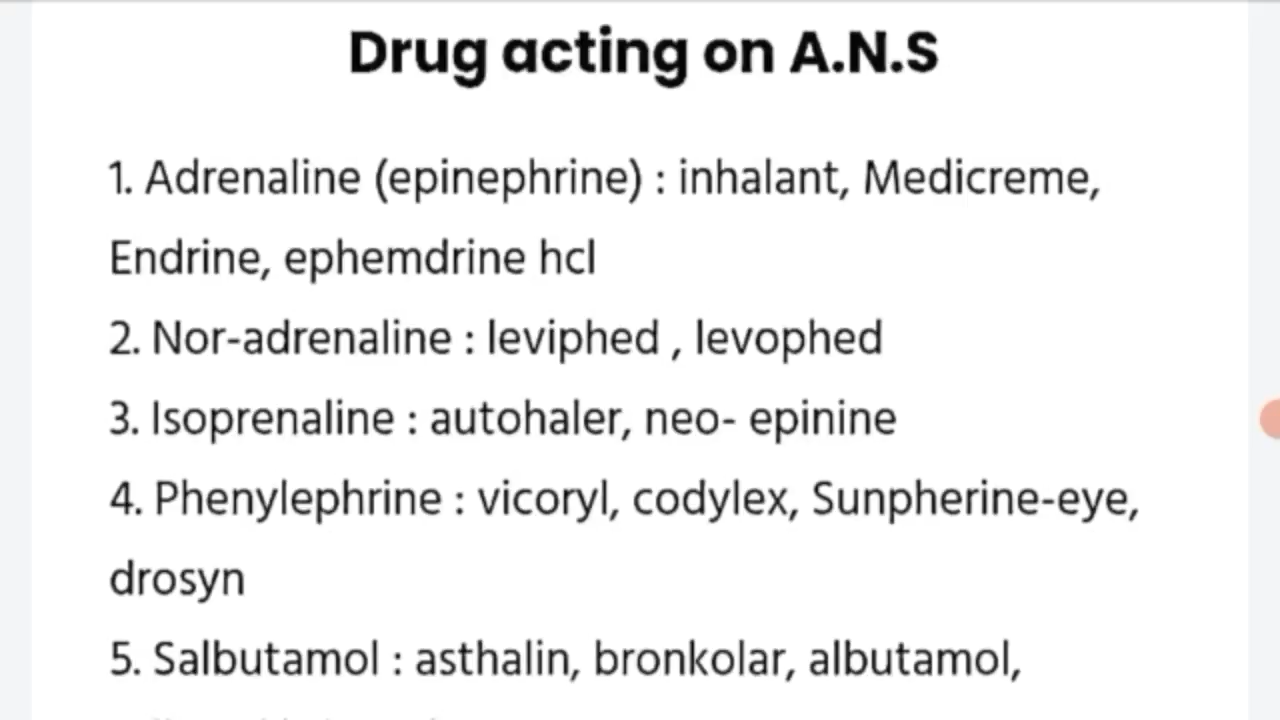 Drug acting on A.N.S
1. Adrenaline (epinephrine) : inhalant, Medicreme,
Endrine, ephemdrine hcl
2. Nor-adrenaline : leviphed , levophed
3. Isoprenaline : autohaler, neo- epinine
4. Phenylephrine : vicoryl, codylex, Sunpherine-eye,
drosyn
5. Salbutamol : asthalin, bronkolar, albutamol,